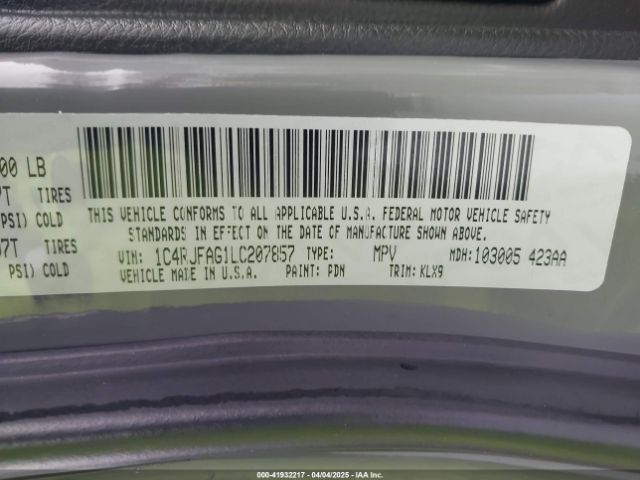 00 LB
7T TIRES
PSI) COLD
7T TIRES
PSI) COLD
THIS VEHICLE CONFORMS TO ALL APPLICABLE U.S.A. FEDERAL MOTOR VEHICLE SAFETY
STANDARDS IN EFFECT ON THE DATE OF MANUFACTURE SHOWN ABOVE.
VIN: 1C4RJFAG1LC207857 TYPE: MPV MDH: 103005 423AA
VEHICLE MADE IN U.S.A. PAINT: PDN TRIM: KLX9
000-41932217 - 04/04/2025 - IAA Inc.